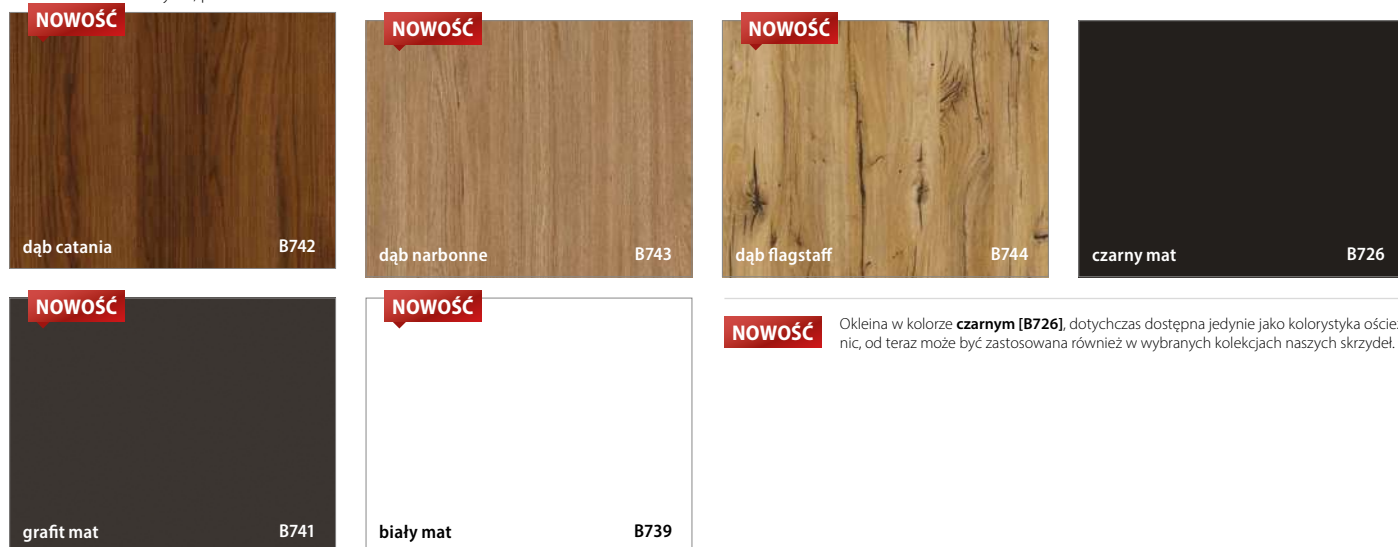 NOWOŚĆ
NOWOŚĆ
NOWOŚĆ
dąb catania B742
dąb narbonne B743
dąb flagstaff B744
czarny mat B726
NOWOŚĆ
NOWOŚĆ
NOWOŚĆ
Okleina w kolorze czarnym [B726], dotychczas dostępna jedynie jako kolorystyka oścież
nic, od teraz może być zastosowana również w wybranych kolekcjach naszych skrzydeł.
grafit mat B741
biały mat B739